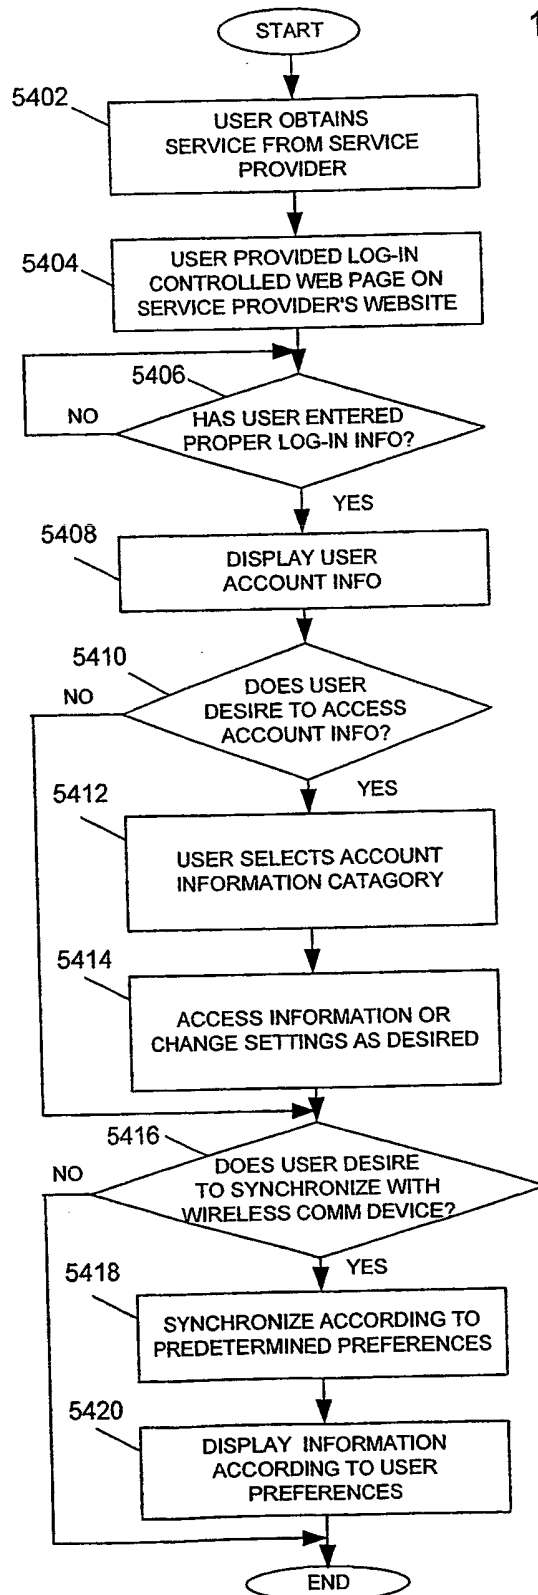 START
1
5402
USER OBTAINS
SERVICE FROM SERVICE
PROVIDER
5404
USER PROVIDED LOG-IN
CONTROLLED WEB PAGE ON
SERVICE PROVIDER'S WEBSITE
5406
NO
HAS USER ENTERED
PROPER LOG-IN INFO?
YES
5408
DISPLAY USER
ACCOUNT INFO
5410
NO
DOES USER
DESIRE TO ACCESS
ACCOUNT INFO?
YES
5412
USER SELECTS ACCOUNT
INFORMATION CATAGORY
5414
ACCESS INFORMATION OR
CHANGE SETTINGS AS DESIRED
5416
NO
DOES USER DESIRE
TO SYNCHRONIZE WITH
WIRELESS COMM DEVICE?
YES
5418
SYNCHRONIZE ACCORDING TO
PREDETERMINED PREFERENCES
5420
DISPLAY INFORMATION
ACCORDING TO USER
PREFERENCES
END